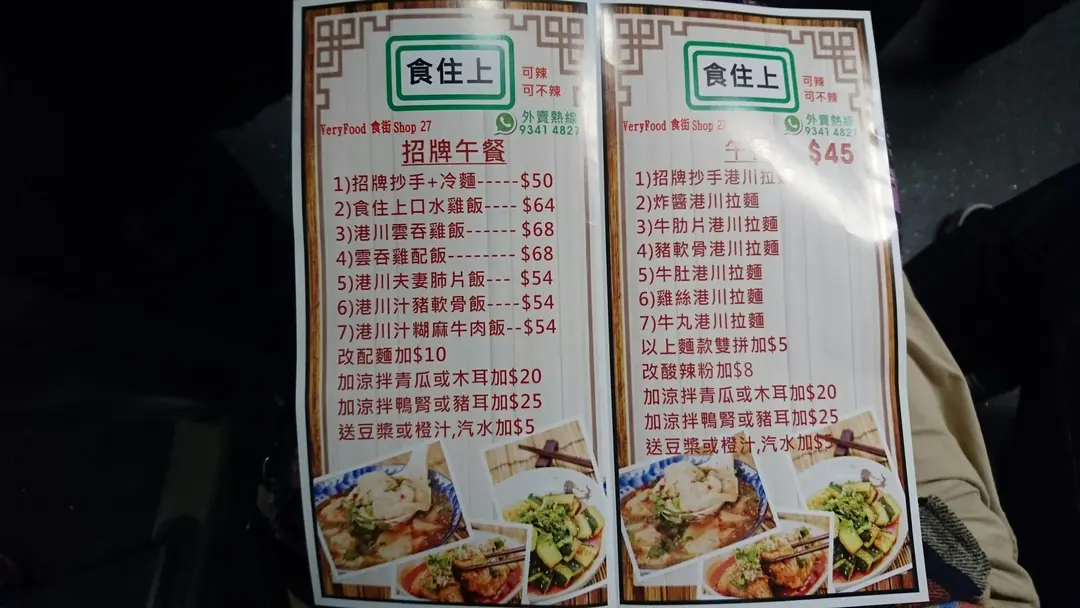 食住上
可辣
可不辣
外賣熱線
9341 4827
VeryFood 食街 Shop 27
招牌午餐
1)招牌抄手+冷麵-----$50
2)食住上口水雞飯---- $64
3)港川雲吞雞飯------$68
4)雲吞雞配飯--------$68
5)港川夫妻肺片飯--- $54
6)港川汁豬軟骨飯----$54
7)港川汁糊麻牛肉飯--$54
改配麵加$10
加涼拌青瓜或木耳加$20
加涼拌鴨腎或豬耳加$25
送豆漿或橙汁,汽水加$5
食住上
可辣
可不辣
外賣熱線
9341 4827
VeryFood 食街 Shop 27
午餐 $45
1)招牌抄手港川拉麵
2)炸醬港川拉麵
3)牛肋片港川拉麵
4)豬軟骨港川拉麵
5)牛肚港川拉麵
6)雞絲港川拉麵
7)牛丸港川拉麵
以上麵款雙拼加$5
改酸辣粉加$8
加涼拌青瓜或木耳加$20
加涼拌鴨腎或豬耳加$25
送豆漿或橙汁,汽水加$5